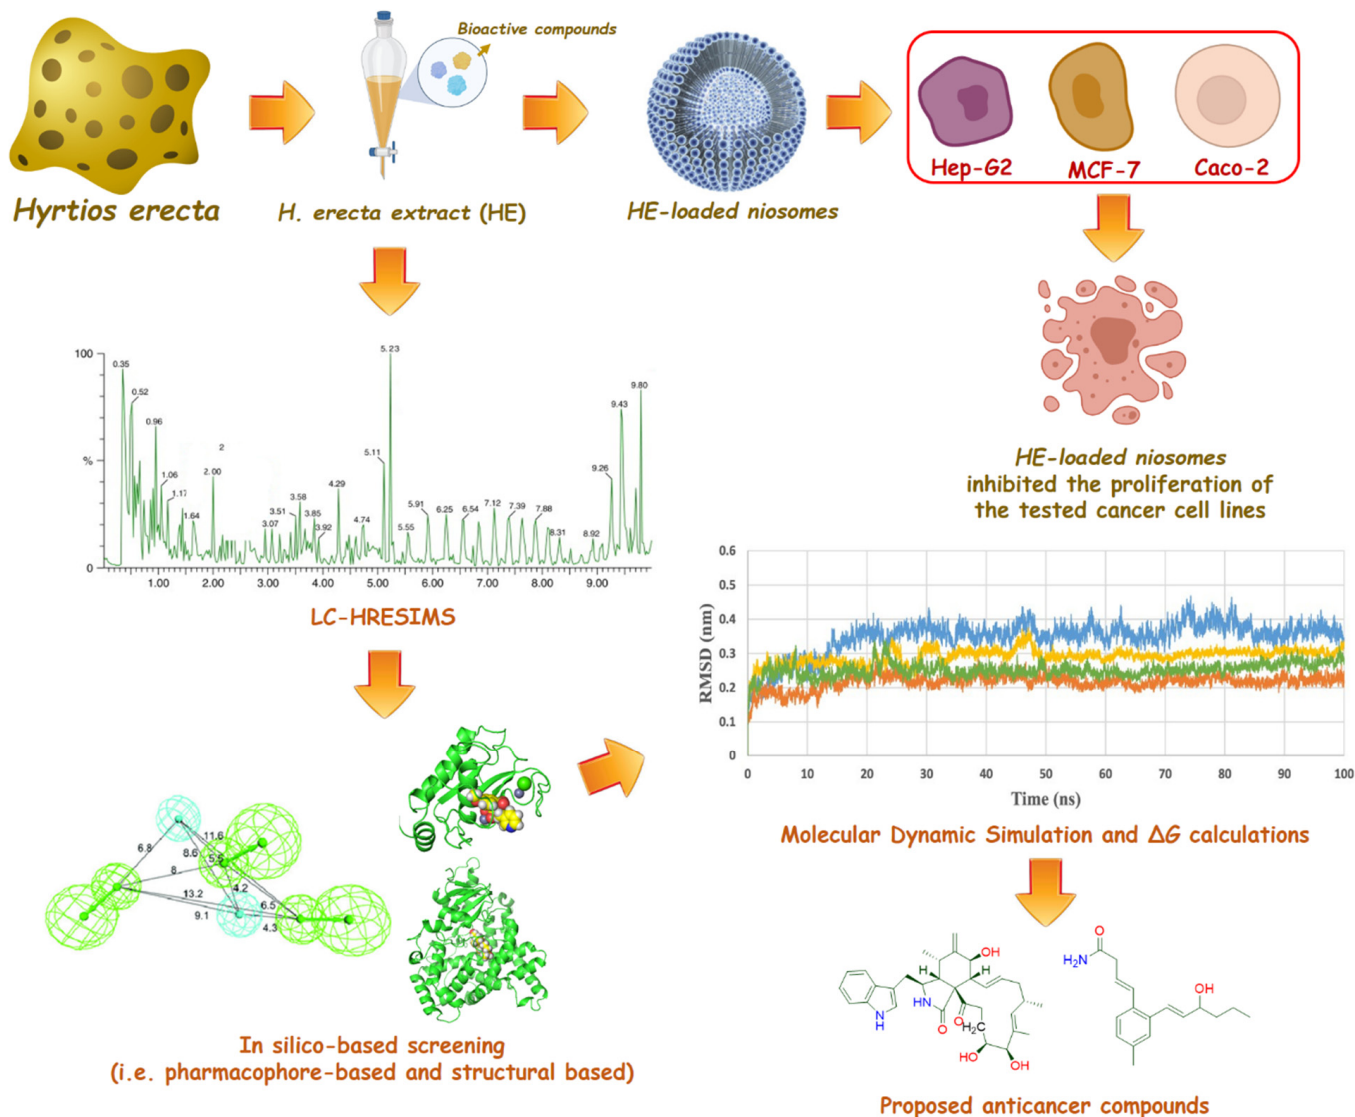 Bioactive compounds
Hyrtios erecta
H. erecta extract (HE)
HE-loaded niosomes
Hep-G2
MCF-7
Caco-2
HE-loaded niosomes
inhibited the proliferation of
the tested cancer cell lines
100
%
0
0.35
0.52
0.96
1.06
1.17
1.64
2
2.00
3.07
3.51
3.58
3.85
3.92
4.29
4.74
5.11
5.23
5.55
5.91
6.25
6.54
7.12
7.39
7.88
8.31
8.92
9.26
9.43
9.80
1.00
2.00
3.00
4.00
5.00
6.00
7.00
8.00
9.00
LC-HRESIMS
RMSD (nm)
0.6
0.5
0.4
0.3
0.2
0.1
0
0
10
20
30
40
50
60
70
80
90
100
Time (ns)
Molecular Dynamic Simulation and ΔG calculations
6.8
11.6
8.6
5.5
8.
4.2
13.2
9.1
6.5
4.3
In silico-based screening
(i.e. pharmacophore-based and structural based)
OH
H
H
HN
N
H
O
O
H₂C
HO
OH
O
H₂N
OH
Proposed anticancer compounds